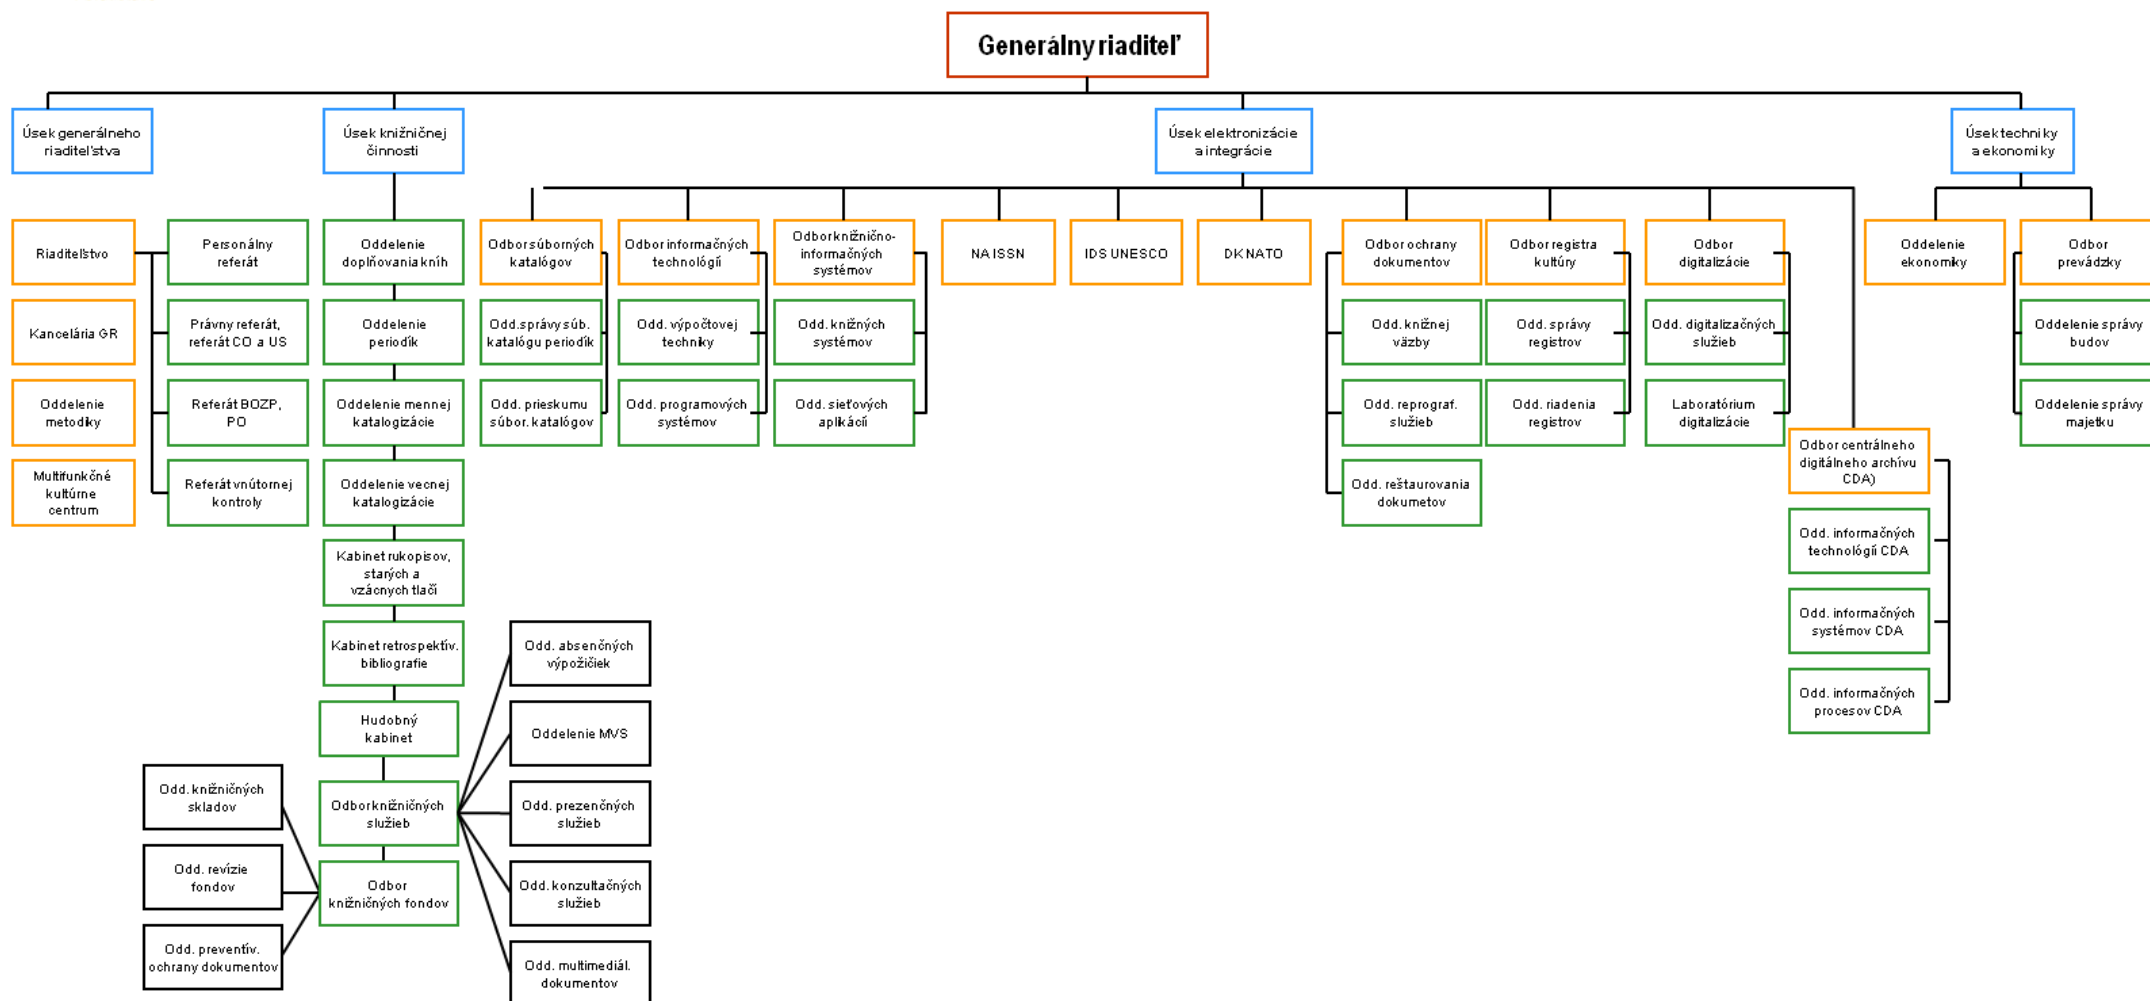 Generálny riaditeľ
Úsek generálneho
riaditeľstva
Úsek knižničnej
činnosti
Úsek elektronizácie
a integrácie
Úsek techniky
a ekonomiky
Riaditeľstvo
Personálny
referát
Oddelenie
doplňovania kníh
Odbor súborných
katalógov
Odbor informačných
technológií
Odbor knižnično-
informačných
systémov
NA ISSN
IDS UNESCO
DK NATO
Odbor ochrany
dokumentov
Odbor registra
kultúry
Odbor
digitalizácie
Oddelenie
ekonomiky
Odbor
prevádzky
Kancelária GR
Právny referát,
referát CO a US
Oddelenie
periodík
Odd. správy súb.
katalógu periodík
Odd. výpočtovej
techniky
Odd. knižných
systémov
Odd. knižnej
väzby
Odd. správy
registrov
Odd. digitalizačných
služieb
Oddelenie správy
budov
Oddelenie
metodiky
Referát BOZP,
PO
Oddelenie mennej
katalogizácie
Odd. prieskumu
súbor. katalógov
Odd. programových
systémov
Odd. sieťových
aplikácií
Odd. reprograf.
služieb
Odd. riadenia
registrov
Laboratórium
digitalizácie
Oddelenie správy
majetku
Multifunkčné
kultúrne
centrum
Referát vnútornej
kontroly
Oddelenie vecnej
katalogizácie
Odd. reštaurovania
dokumetov
Odbor centrálneho
digitálneho archívu
CDA)
Kabinet rukopisov,
starých a
vzácnych tlačí
Odd. informačných
technológií CDA
Kabinet retrospektív.
bibliografie
Odd. absenčných
výpožičiek
Odd. informačných
systémov CDA
Hudobný
kabinet
Oddelenie MVS
Odd. informačných
procesov CDA
Odd. knižničných
skladov
Odbor knižničných
služieb
Odd. prezenčných
služieb
Odd. revízie
fondov
Odbor
knižničných fondov
Odd. konzultačných
služieb
Odd. preventív.
ochrany dokumentov
Odd. multimediál.
dokumentov